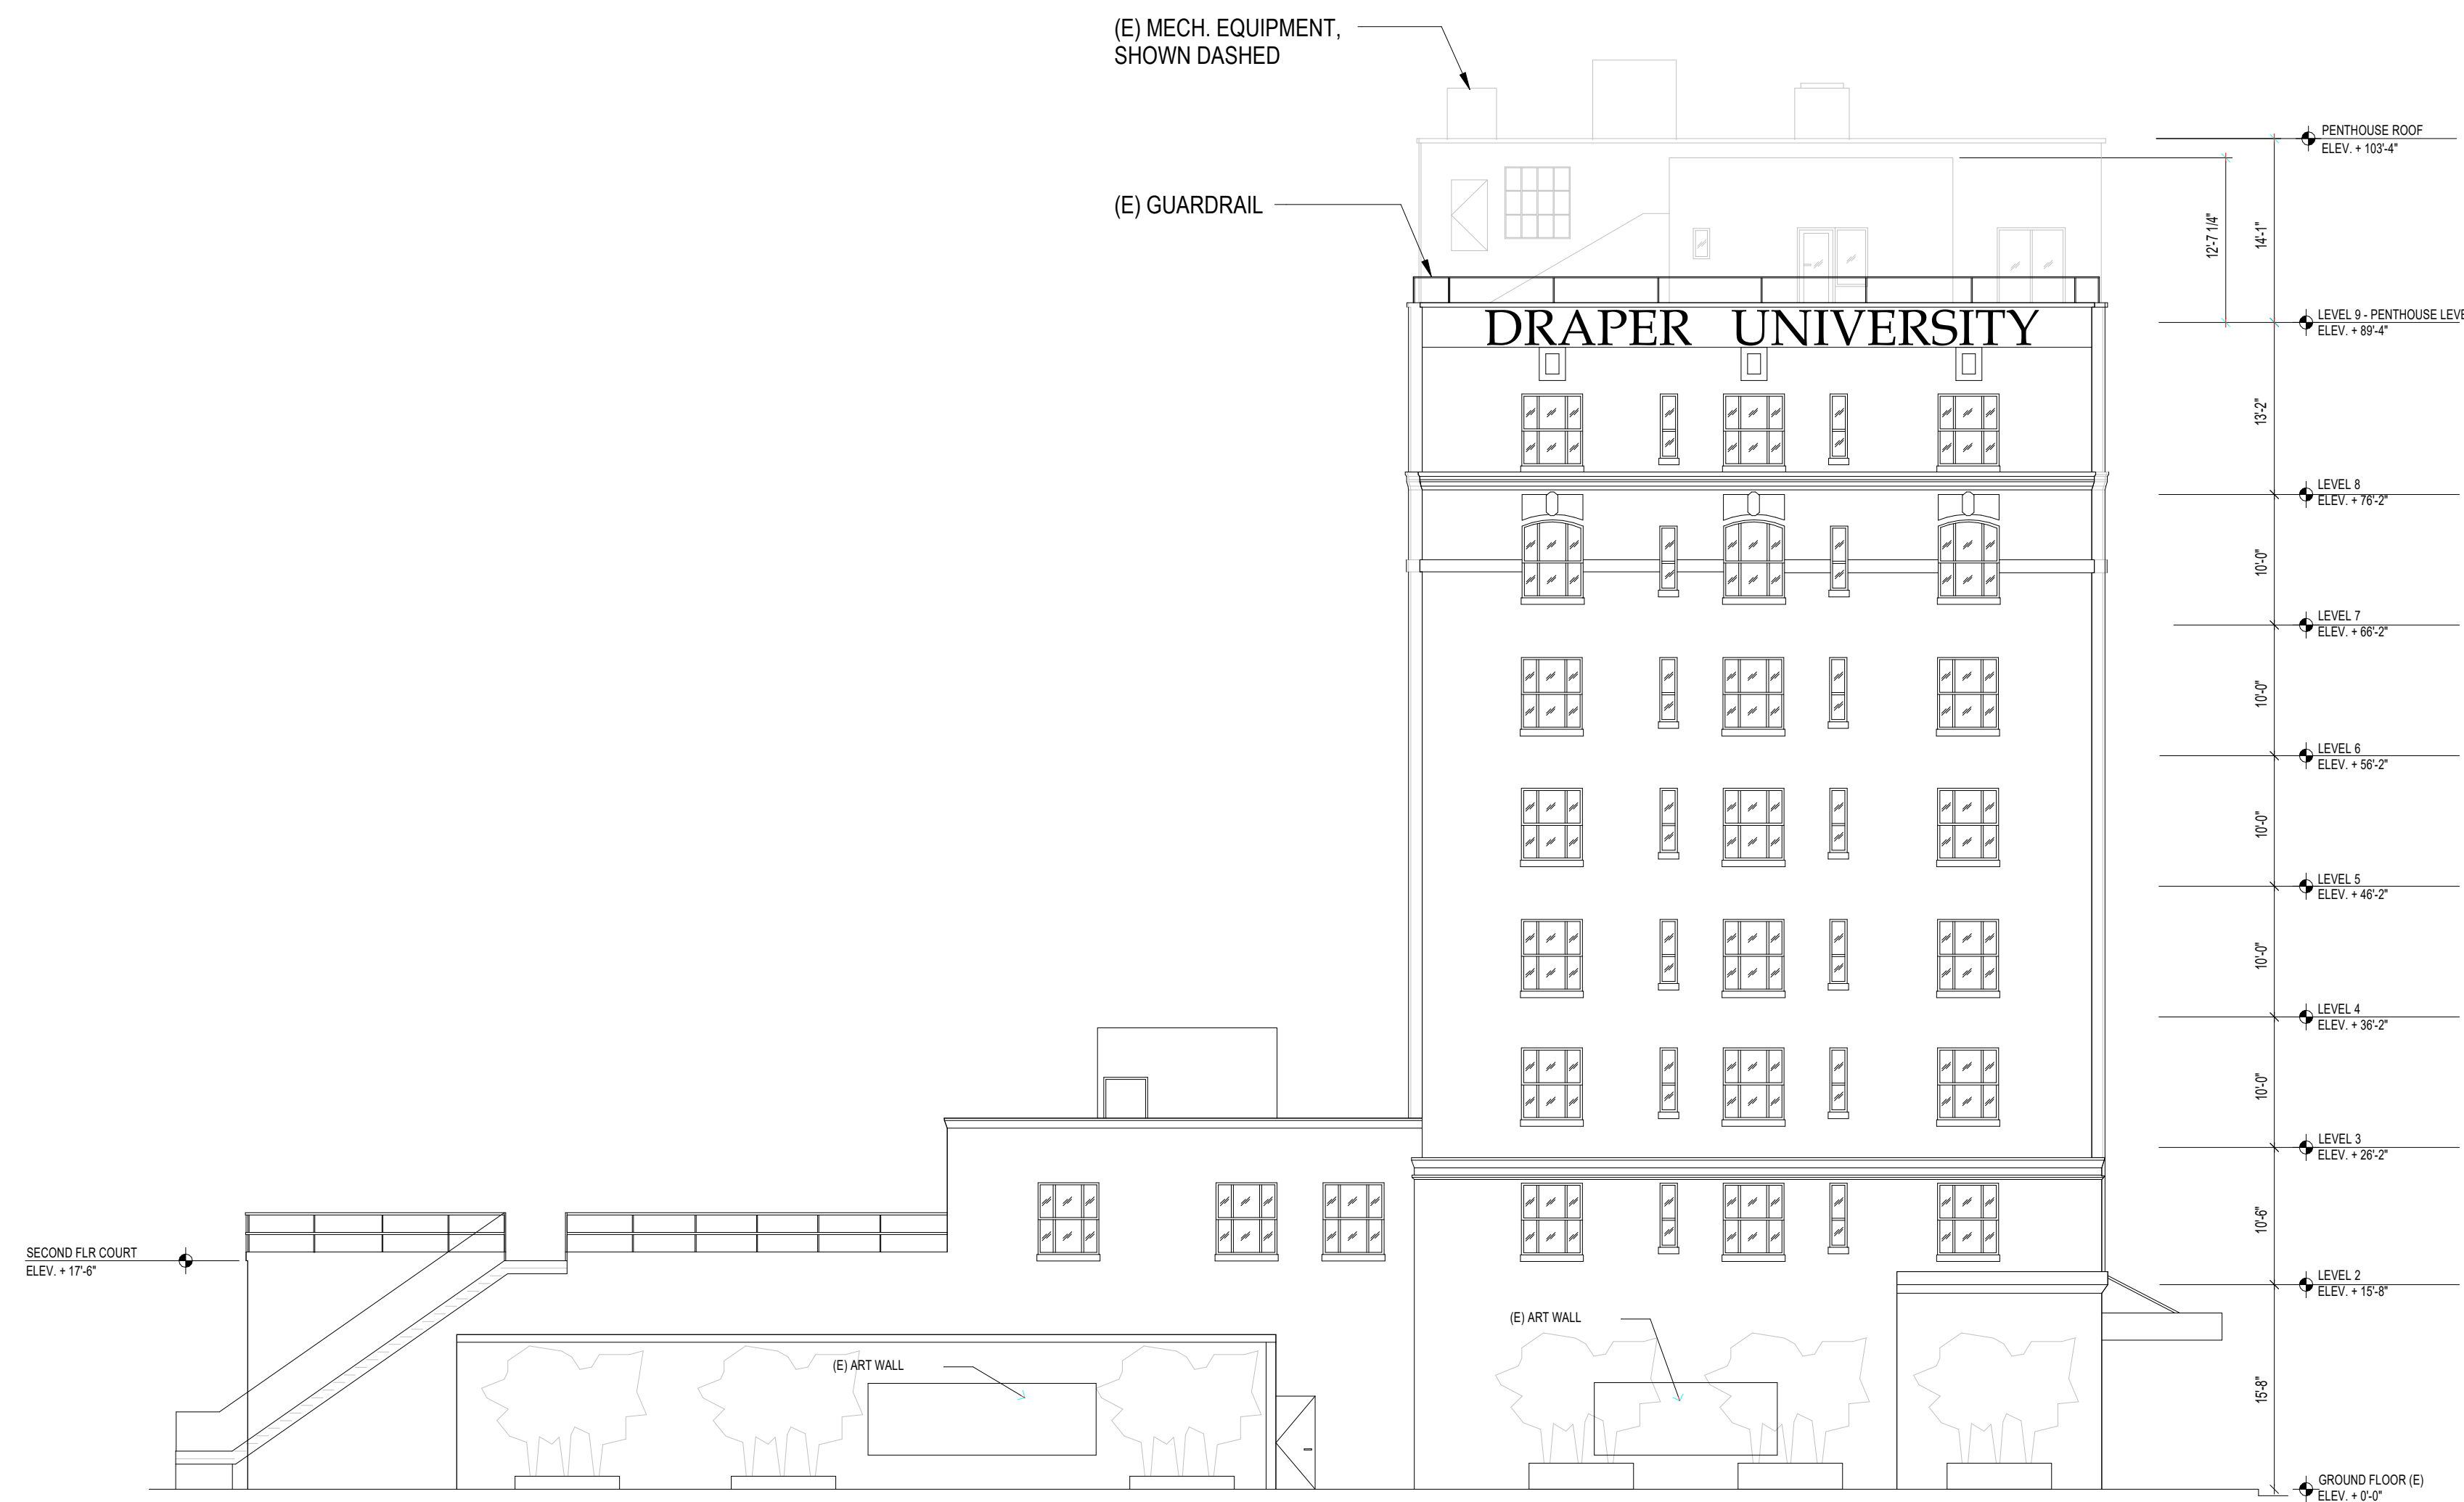 (E) MECH. EQUIPMENT,
SHOWN DASHED
PENTHOUSE ROOF
ELEV. + 103'-4"
(E) GUARDRAIL
12'-7 1/4"
14'-1"
DRAPER UNIVERSITY
LEVEL 9 - PENTHOUSE LEVE
ELEV. + 89'-4"
13'-2"
LEVEL 8
ELEV. + 76'-2"
10'-0"
LEVEL 7
ELEV. + 66'-2"
10'-0"
LEVEL 6
ELEV. + 56'-2"
10'-0"
LEVEL 5
ELEV. + 46'-2"
10'-0"
LEVEL 4
ELEV. + 36'-2"
10'-0"
LEVEL 3
ELEV. + 26'-2"
10'-6"
SECOND FLR COURT
ELEV. + 17'-6"
LEVEL 2
ELEV. + 15'-8"
(E) ART WALL
(E) ART WALL
15'-8"
GROUND FLOOR (E)
ELEV. + 0'-0"